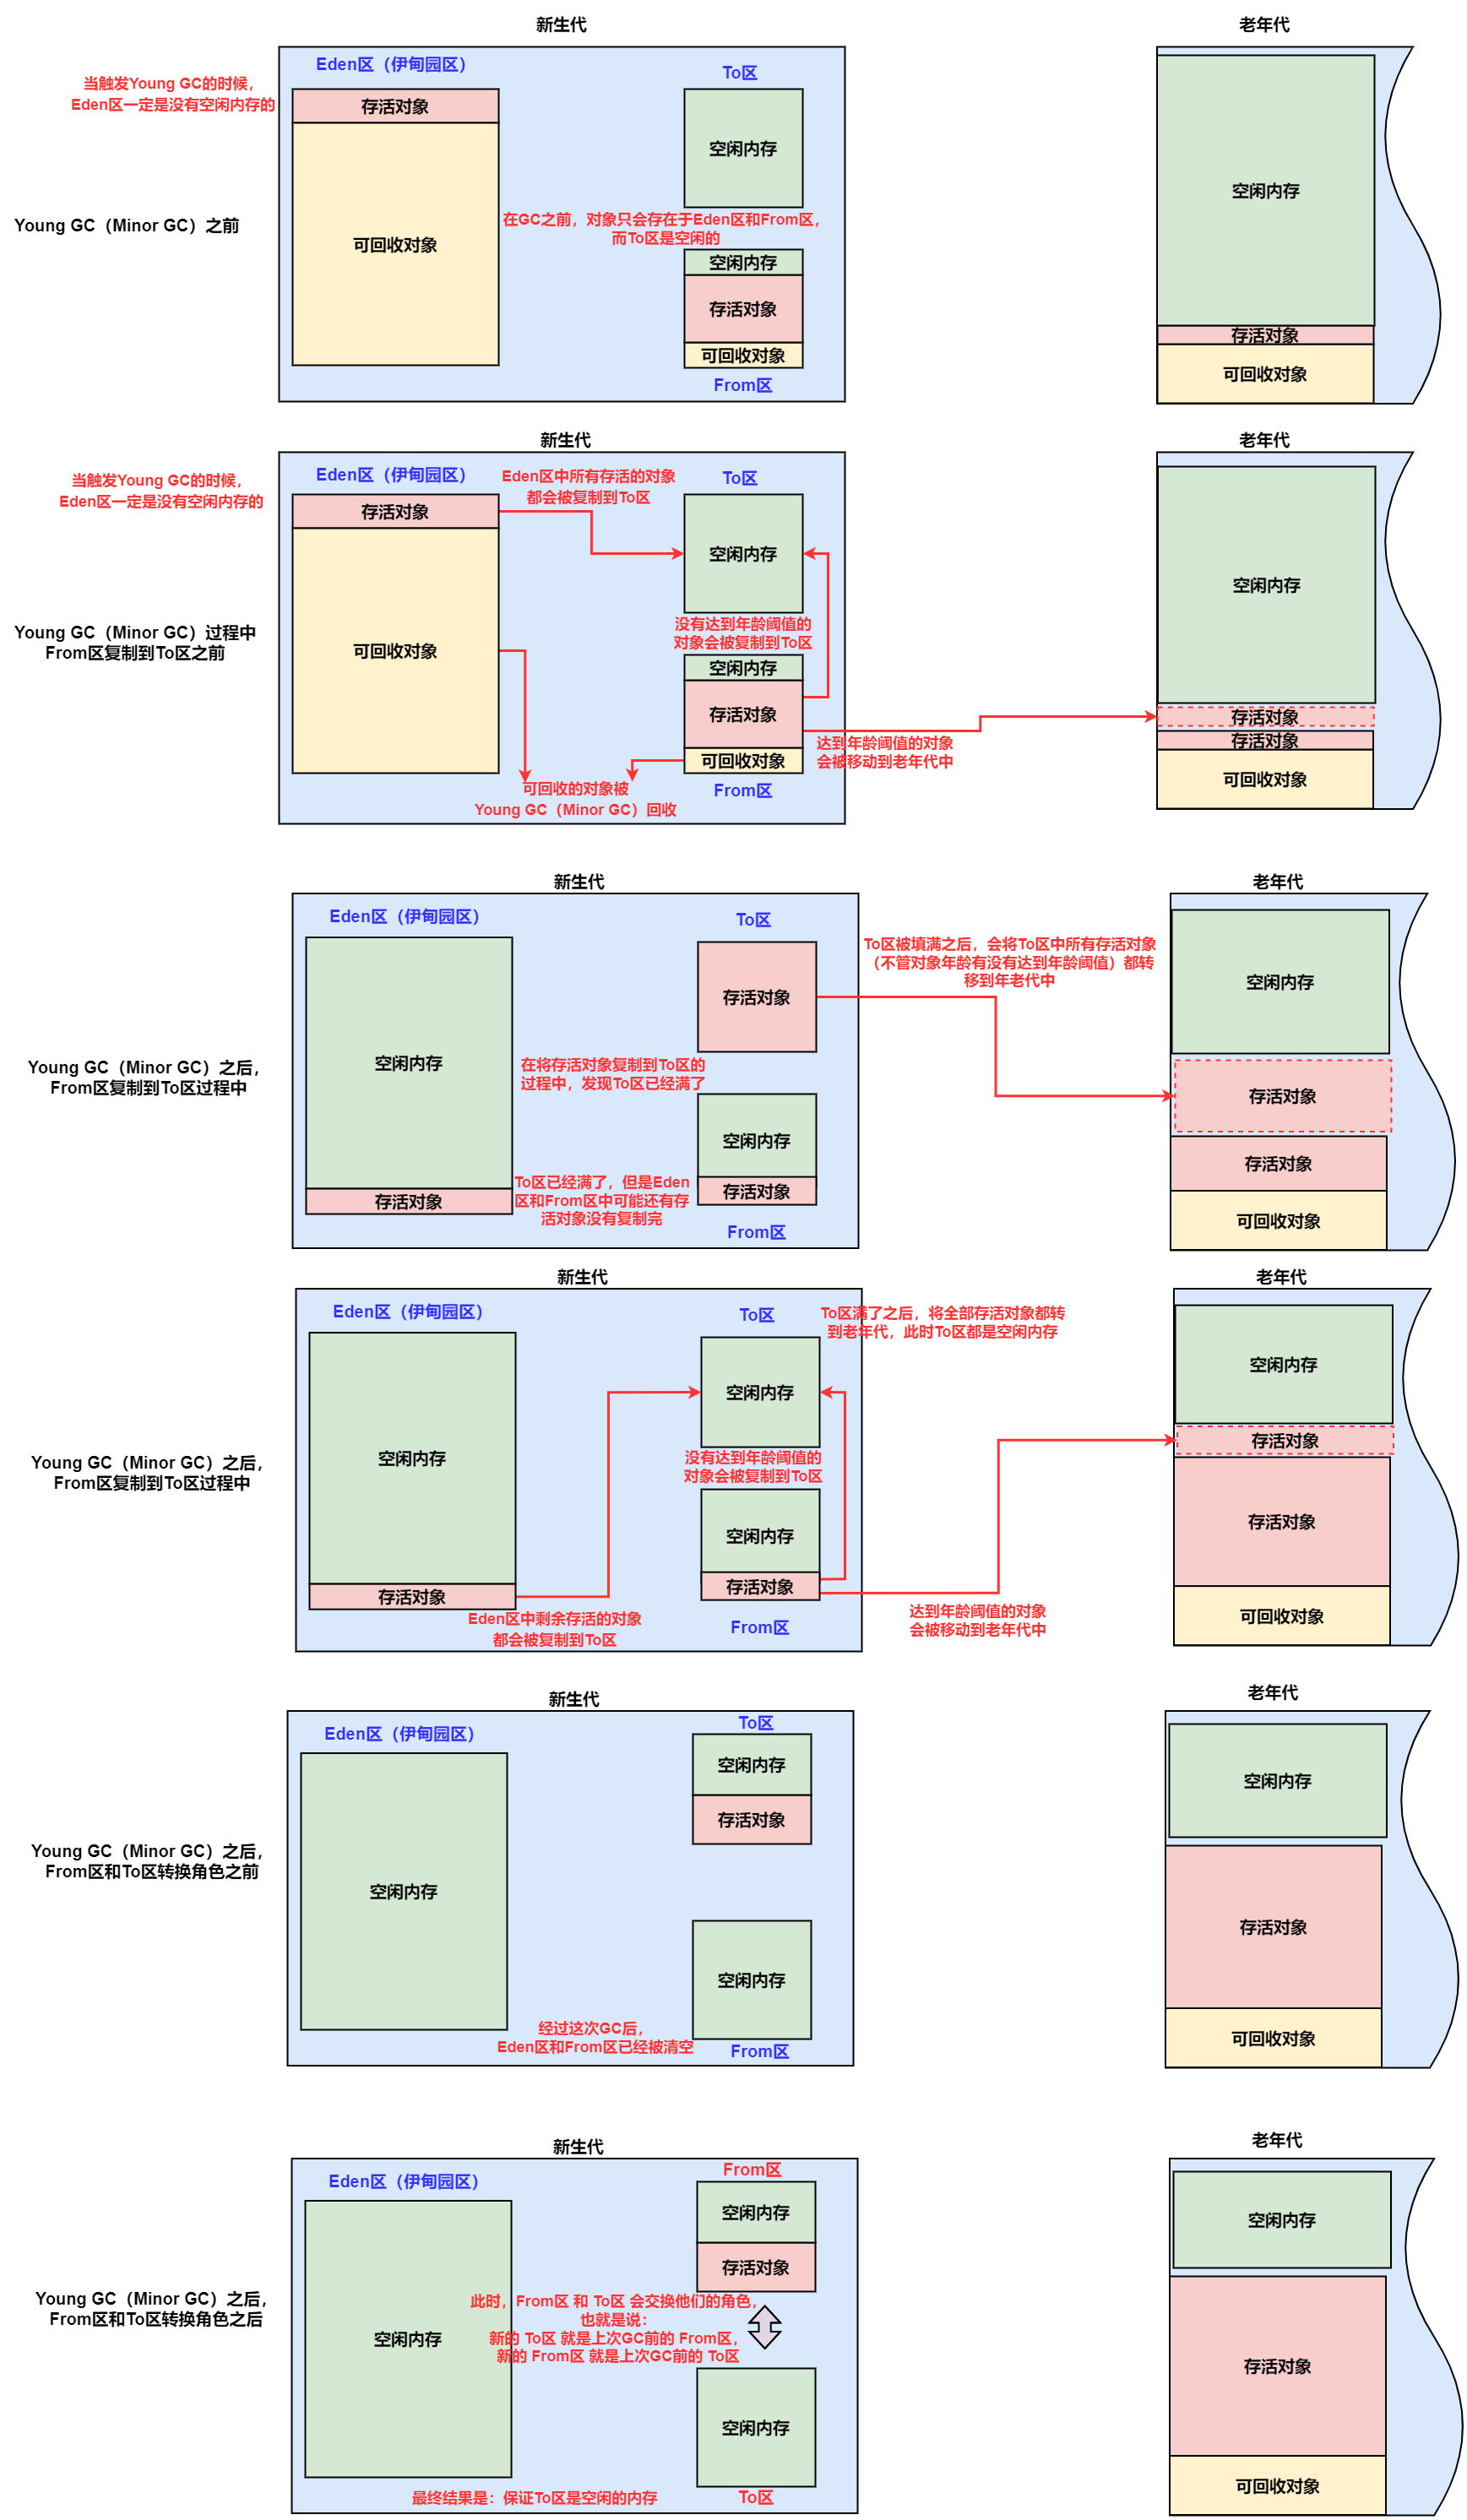 新生代
老年代
当触发Young GC的时候，
Eden区一定是没有空闲内存的
Eden区（伊甸园区）
存活对象
可回收对象
To区
空闲内存
Young GC（Minor GC）之前
在GC之前，对象只会存在于Eden区和From区，
而To区是空闲的
空闲内存
存活对象
可回收对象
From区
空闲内存
存活对象
可回收对象
新生代
老年代
当触发Young GC的时候，
Eden区一定是没有空闲内存的
Eden区（伊甸园区）
Eden区中所有存活的对象
都会被复制到To区
To区
存活对象
空闲内存
可回收对象
Young GC（Minor GC）过程中
From区复制到To区之前
没有达到年龄阈值的
对象会被复制到To区
空闲内存
存活对象
可回收对象
From区
达到年龄阈值的对象
会被移动到老年代中
可回收的对象被
Young GC（Minor GC）回收
空闲内存
存活对象
存活对象
可回收对象
新生代
老年代
Eden区（伊甸园区）
To区
空闲内存
存活对象
To区被填满之后，会将To区中所有存活对象
（不管对象年龄有没有达到年龄阈值）都转
移到年老代中
Young GC（Minor GC）之后，
From区复制到To区过程中
在将存活对象复制到To区的
过程中，发现To区已经满了
空闲内存
存活对象
存活对象
To区已经满了，但是Eden
区和From区中可能还有存
活对象没有复制完
From区
空闲内存
存活对象
存活对象
可回收对象
新生代
老年代
Eden区（伊甸园区）
To区
To区满了之后，将全部存活对象都转
到老年代，此时To区都是空闲内存
空闲内存
空闲内存
Young GC（Minor GC）之后，
From区复制到To区过程中
没有达到年龄阈值的
对象会被复制到To区
空闲内存
存活对象
存活对象
Eden区中剩余存活的对象
都会被复制到To区
From区
达到年龄阈值的对象
会被移动到老年代中
空闲内存
存活对象
存活对象
可回收对象
新生代
老年代
Eden区（伊甸园区）
To区
空闲内存
存活对象
Young GC（Minor GC）之后，
From区和To区转换角色之前
空闲内存
空闲内存
经过这次GC后，
Eden区和From区已经被清空
From区
空闲内存
存活对象
可回收对象
新生代
老年代
Eden区（伊甸园区）
From区
空闲内存
存活对象
Young GC（Minor GC）之后，
From区和To区转换角色之后
空闲内存
此时，From区 和 To区 会交换他们的角色，
也就是说：
新的 To区 就是上次GC前的 From区，
新的 From区 就是上次GC前的 To区
空闲内存
最终结果是：保证To区是空闲的内存
To区
空闲内存
存活对象
可回收对象